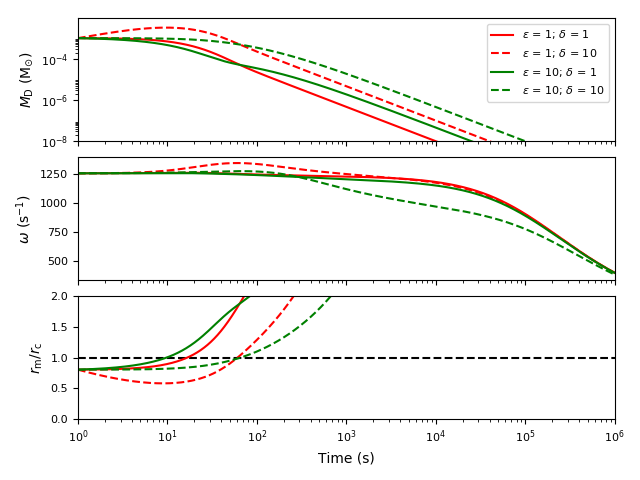 M_D (M_⊙)
10^−4
10^−6
10^−8
ε = 1; δ = 1
ε = 1; δ = 10
ε = 10; δ = 1
ε = 10; δ = 10
ω (s^−1)
1250
1000
750
500
r_m/r_c
2.0
1.5
1.0
0.5
0.0
10^0 10^1 10^2 10^3 10^4 10^5 10^6
Time (s)